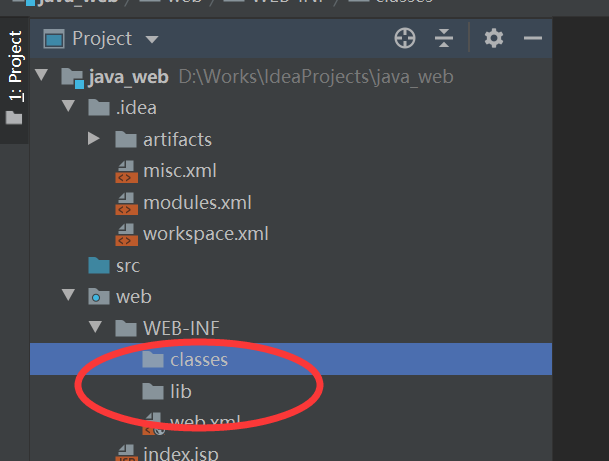 java_web web WEB-INF classes
1: Project
Project
java_web D:\Works\IdeaProjects\java_web
.idea
artifacts
misc.xml
modules.xml
workspace.xml
src
web
WEB-INF
classes
lib
web.xml
index.jsp